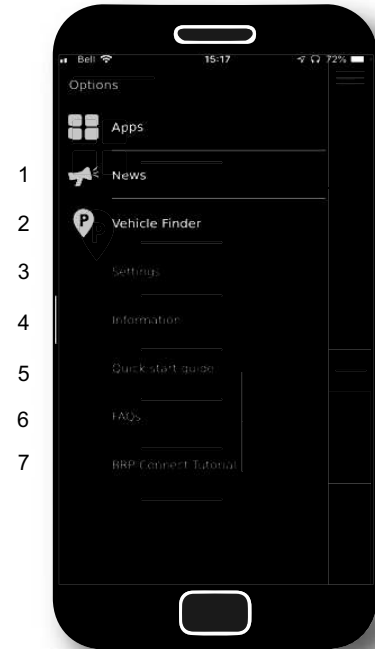 Bell 15:17 72%
Options
Apps
1 News
2 P Vehicle Finder
3 Settings
4 Information
5 Quick start guide
6 FAQs
7 BRP Connect Tutorial